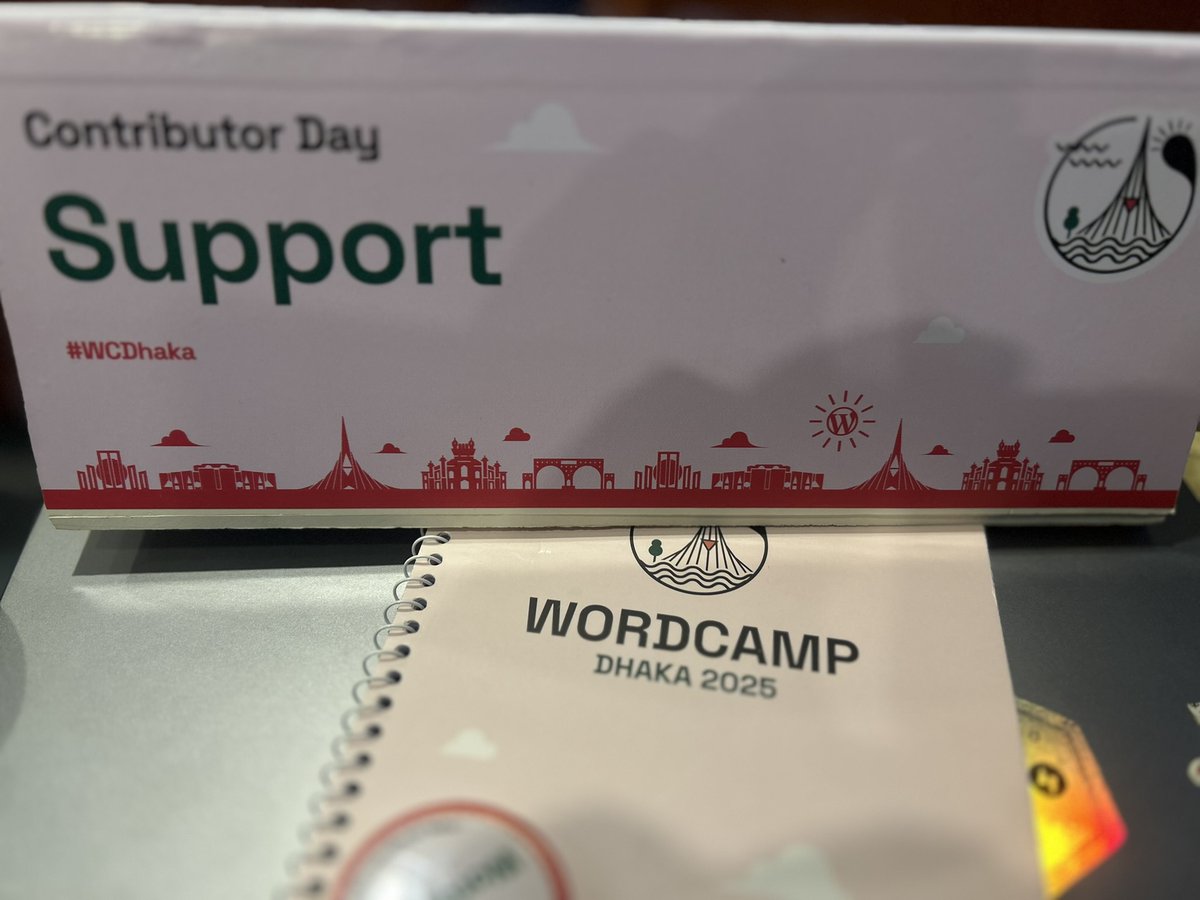 Contributor Day
Support
#WCDhaka
W
WORDCAMP
DHAKA 2025